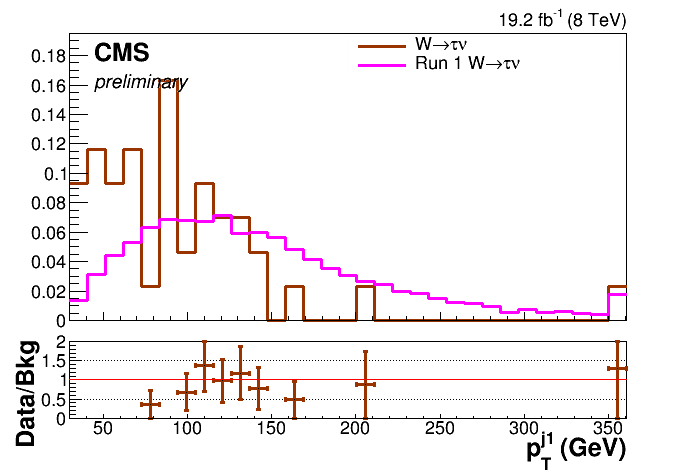 19.2 fb⁻¹ (8 TeV)
CMS
preliminary
W→τν
Run 1 W→τν
0.18
0.16
0.14
0.12
0.1
0.08
0.06
0.04
0.02
0
Data/Bkg
2
1.5
1
0.5
0
50 100 150 200 250 300 350
p_T^j1 (GeV)